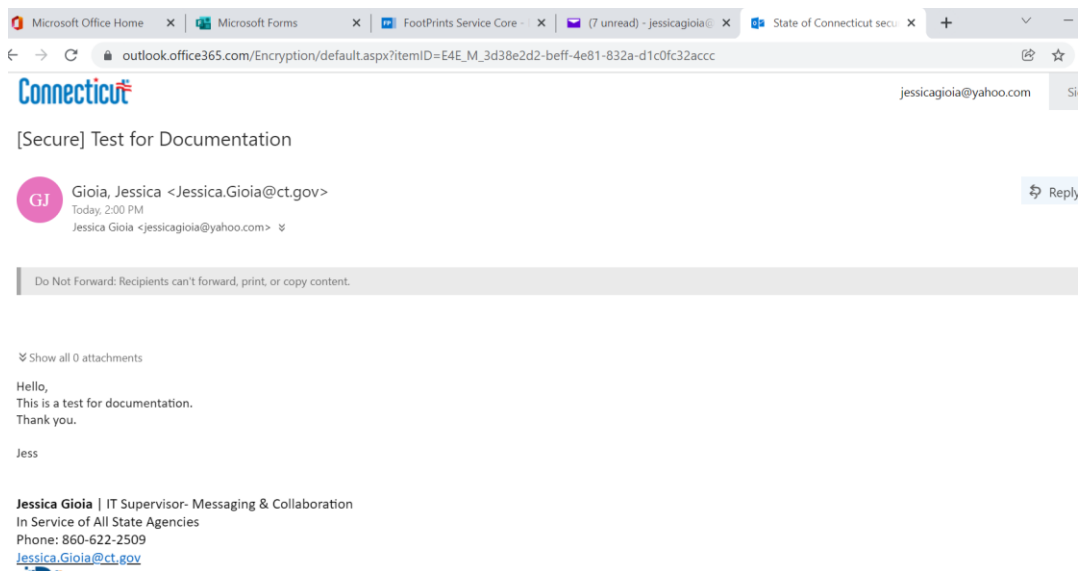 Microsoft Office Home
Microsoft Forms
FootPrints Service Core -
(7 unread) - jessicagioia@
State of Connecticut secu
outlook.office365.com/Encryption/default.aspx?itemID=E4E_M_3d38e2d2-beff-4e81-832a-d1c0fc32accc
Connecticut
jessicagioia@yahoo.com
[Secure] Test for Documentation
GJ
Gioia, Jessica <Jessica.Gioia@ct.gov>
Reply
Today, 2:00 PM
Jessica Gioia <jessicagioia@yahoo.com>
Do Not Forward: Recipients can't forward, print, or copy content.
Show all 0 attachments
Hello,
This is a test for documentation.
Thank you.
Jess
Jessica Gioia | IT Supervisor- Messaging & Collaboration
In Service of All State Agencies
Phone: 860-622-2509
Jessica.Gioia@ct.gov